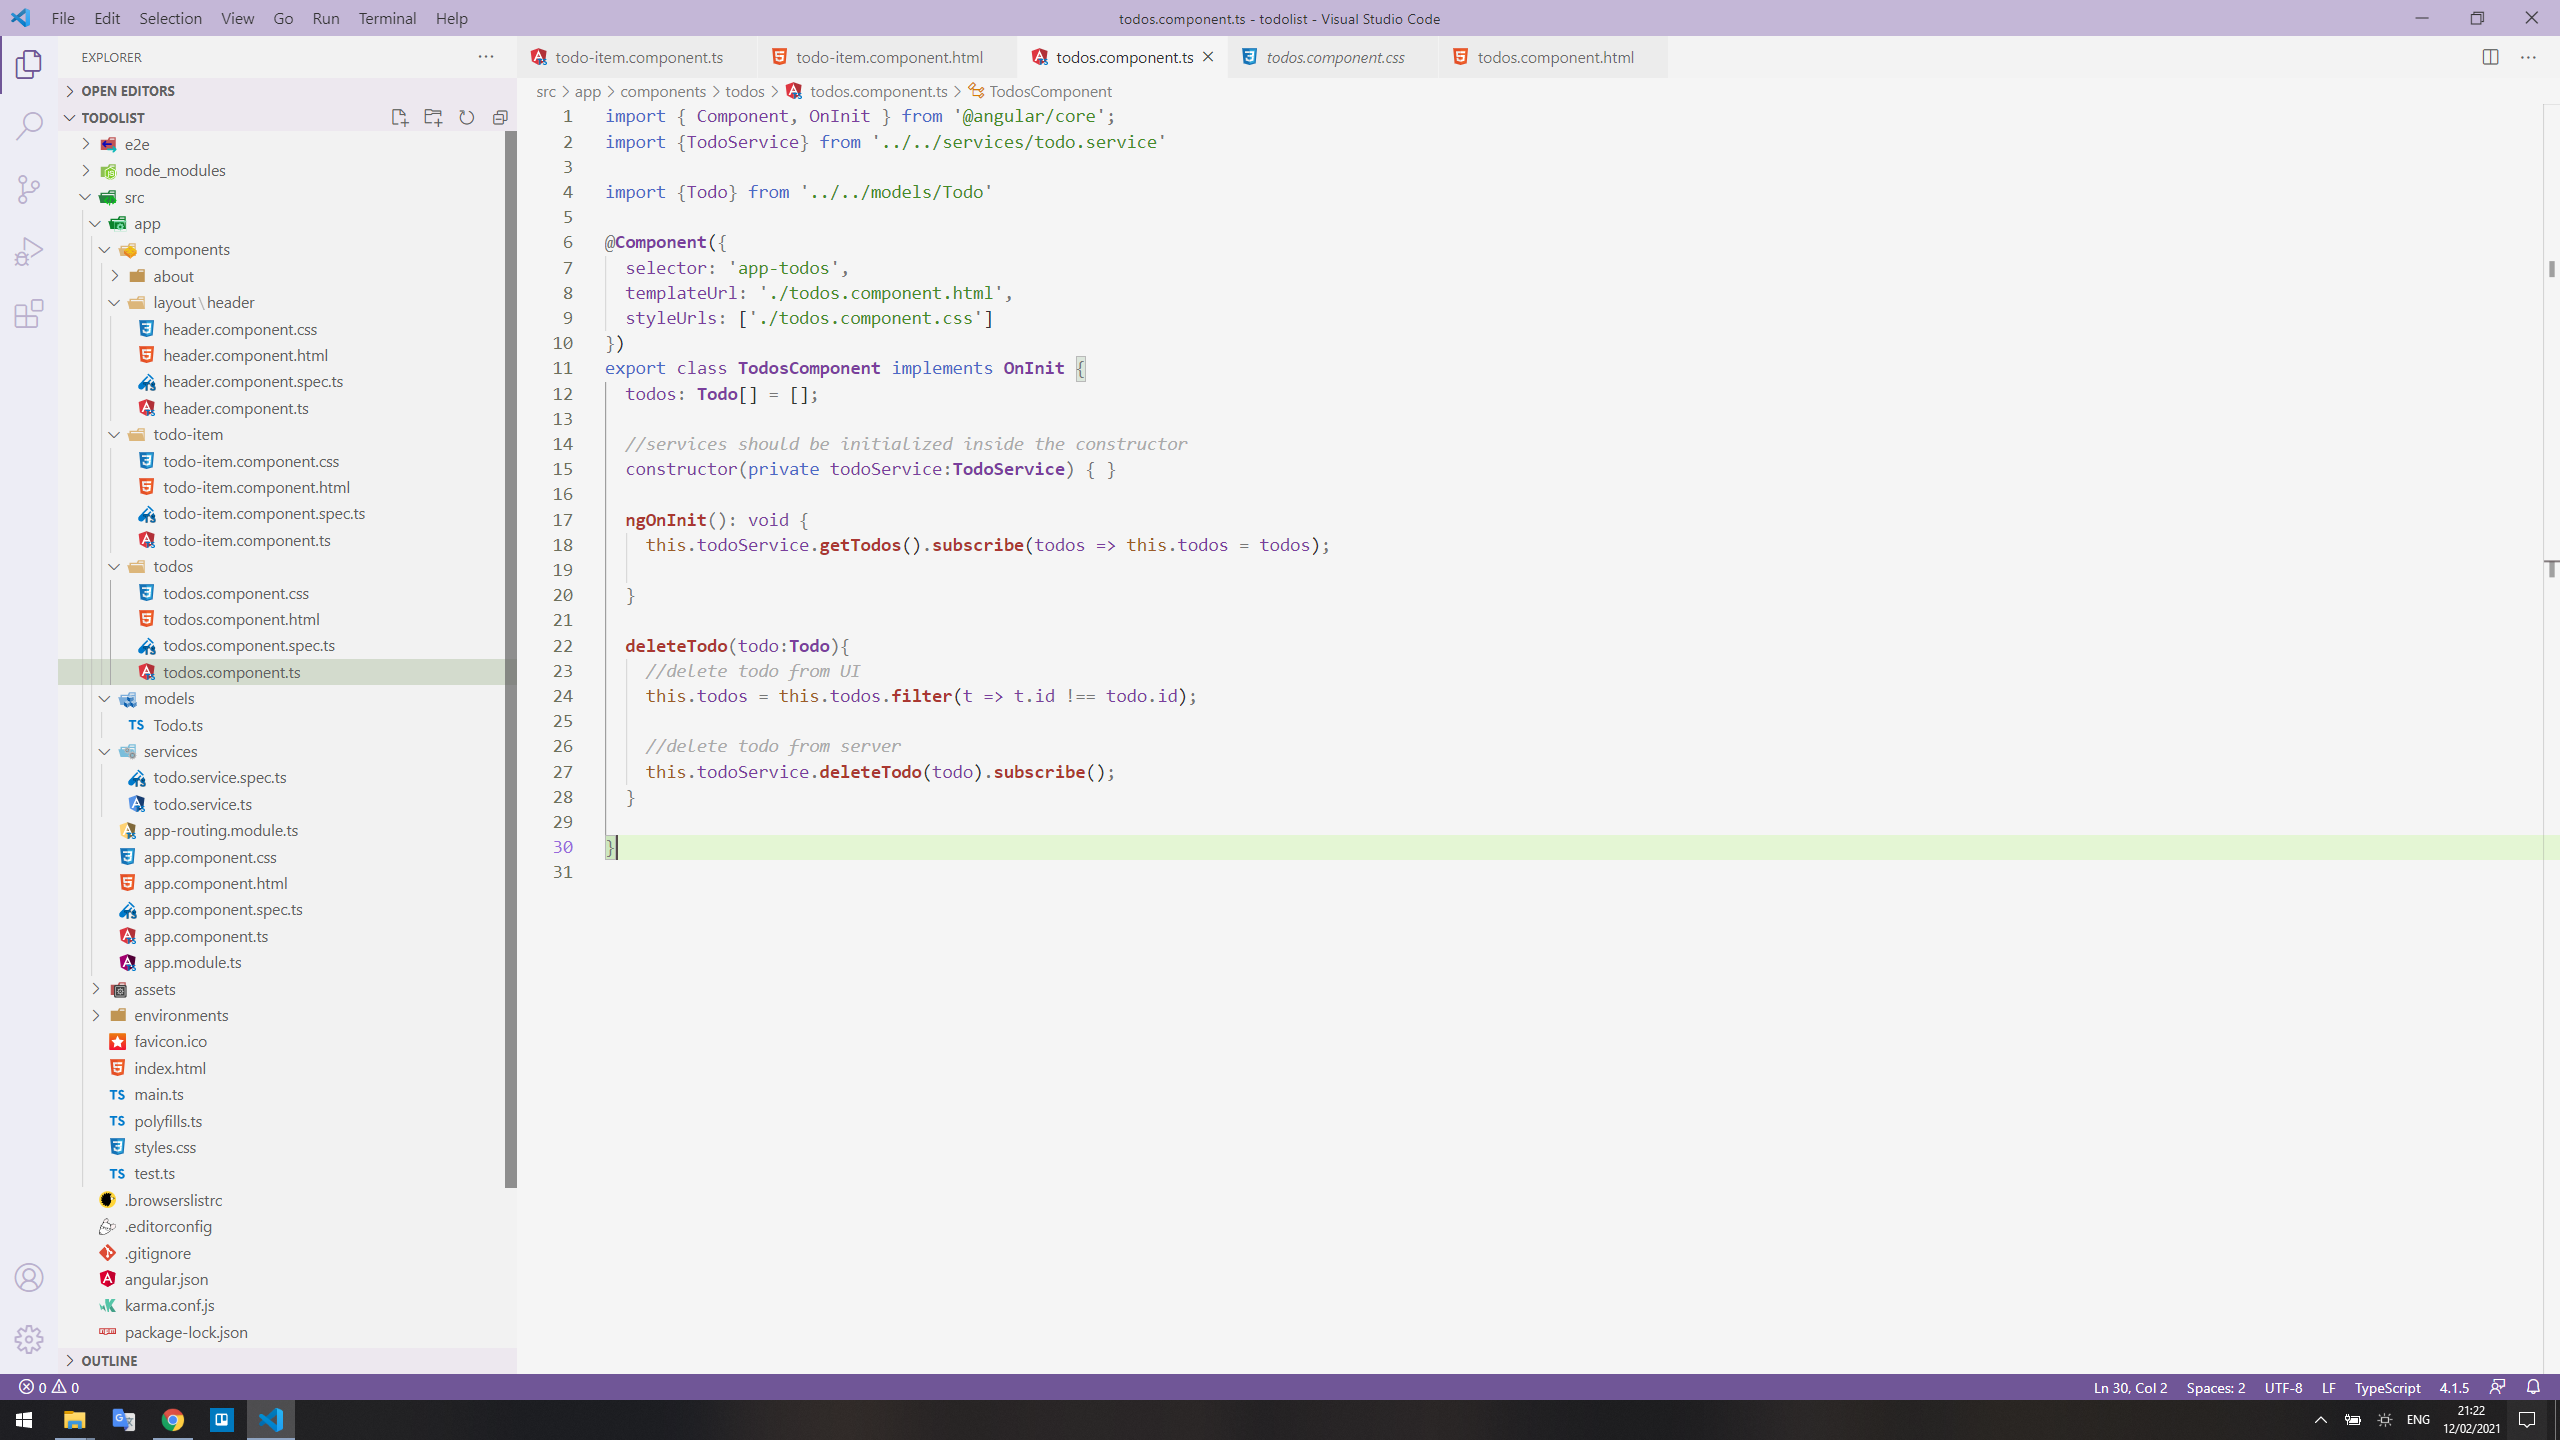 File Edit Selection View Go Run Terminal Help
todos.component.ts - todolist - Visual Studio Code
EXPLORER
OPEN EDITORS
TODOLIST
e2e
node_modules
src
app
components
about
layout\header
header.component.css
header.component.html
header.component.spec.ts
header.component.ts
todo-item
todo-item.component.css
todo-item.component.html
todo-item.component.spec.ts
todo-item.component.ts
todos
todos.component.css
todos.component.html
todos.component.spec.ts
todos.component.ts
models
TS Todo.ts
services
todo.service.spec.ts
todo.service.ts
app-routing.module.ts
app.component.css
app.component.html
app.component.spec.ts
app.component.ts
app.module.ts
assets
environments
favicon.ico
index.html
TS main.ts
TS polyfills.ts
styles.css
TS test.ts
.browserslistrc
.editorconfig
.gitignore
angular.json
karma.conf.js
package-lock.json
OUTLINE
todo-item.component.ts todo-item.component.html todos.component.ts todos.component.css todos.component.html
src > app > components > todos > todos.component.ts > TodosComponent
1 import { Component, OnInit } from '@angular/core';
2 import {TodoService} from '../../services/todo.service'
3
4 import {Todo} from '../../models/Todo'
5
6 @Component({
7 selector: 'app-todos',
8 templateUrl: './todos.component.html',
9 styleUrls: ['./todos.component.css']
10 })
11 export class TodosComponent implements OnInit {
12 todos: Todo[] = [];
13
14 //services should be initialized inside the constructor
15 constructor(private todoService:TodoService) { }
16
17 ngOnInit(): void {
18 this.todoService.getTodos().subscribe(todos => this.todos = todos);
19
20 }
21
22 deleteTodo(todo:Todo){
23 //delete todo from UI
24 this.todos = this.todos.filter(t => t.id !== todo.id);
25
26 //delete todo from server
27 this.todoService.deleteTodo(todo).subscribe();
28 }
29
30 }
31
0 0
Ln 30, Col 2 Spaces: 2 UTF-8 LF TypeScript 4.1.5
ENG
21:22
12/02/2021